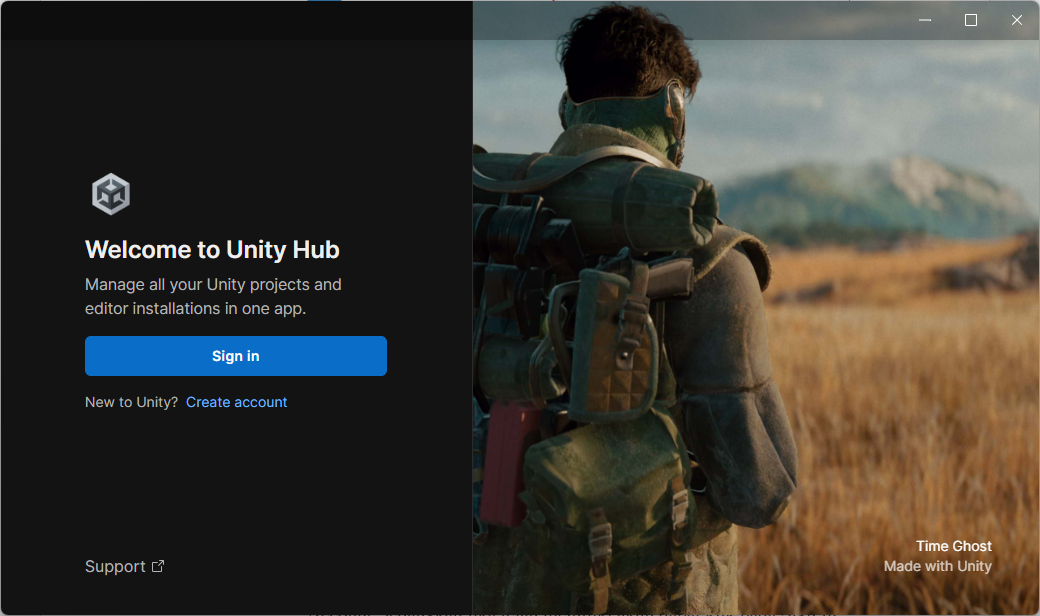 Welcome to Unity Hub
Manage all your Unity projects and
editor installations in one app.
Sign in
New to Unity? Create account
Support
Time Ghost
Made with Unity